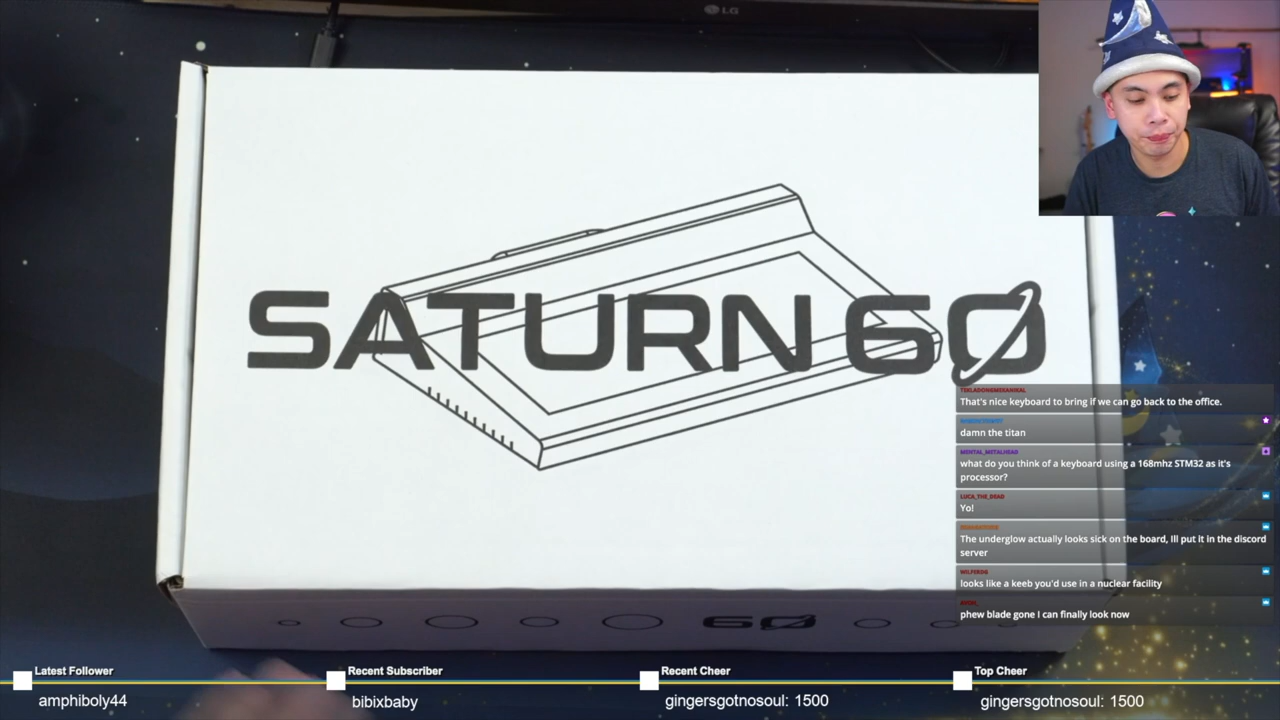 LG
SATURN 60
TEKLADONGMEKANIKAL
That's nice keyboard to bring if we can go back to the office.
damn the titan
MENTAL_METALHEAD
what do you think of a keyboard using a 168mhz STM32 as it's
processor?
LUCA_THE_DEAD
Yo!
The underglow actually looks sick on the board, Ill put it in the discord
server
looks like a keeb you'd use in a nuclear facility
phew blade gone I can finally look now
60
Latest Follower
amphiboly44
Recent Subscriber
bibixbaby
Recent Cheer
gingersgotnosoul: 1500
Top Cheer
gingersgotnosoul: 1500